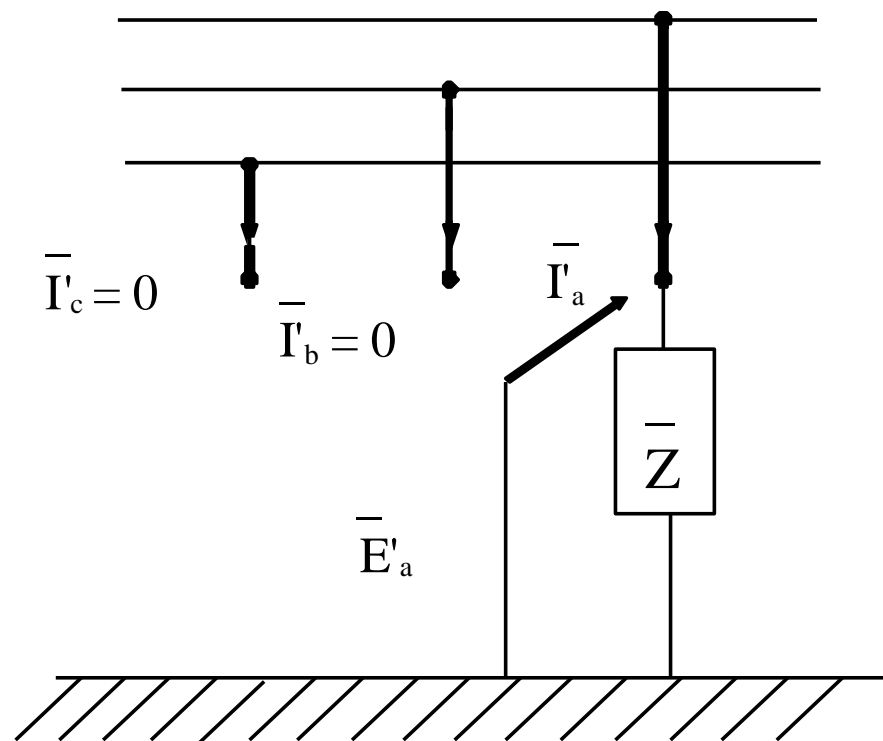 I̅'c = 0
I̅'b = 0
I̅'a
Z̅
E̅'a